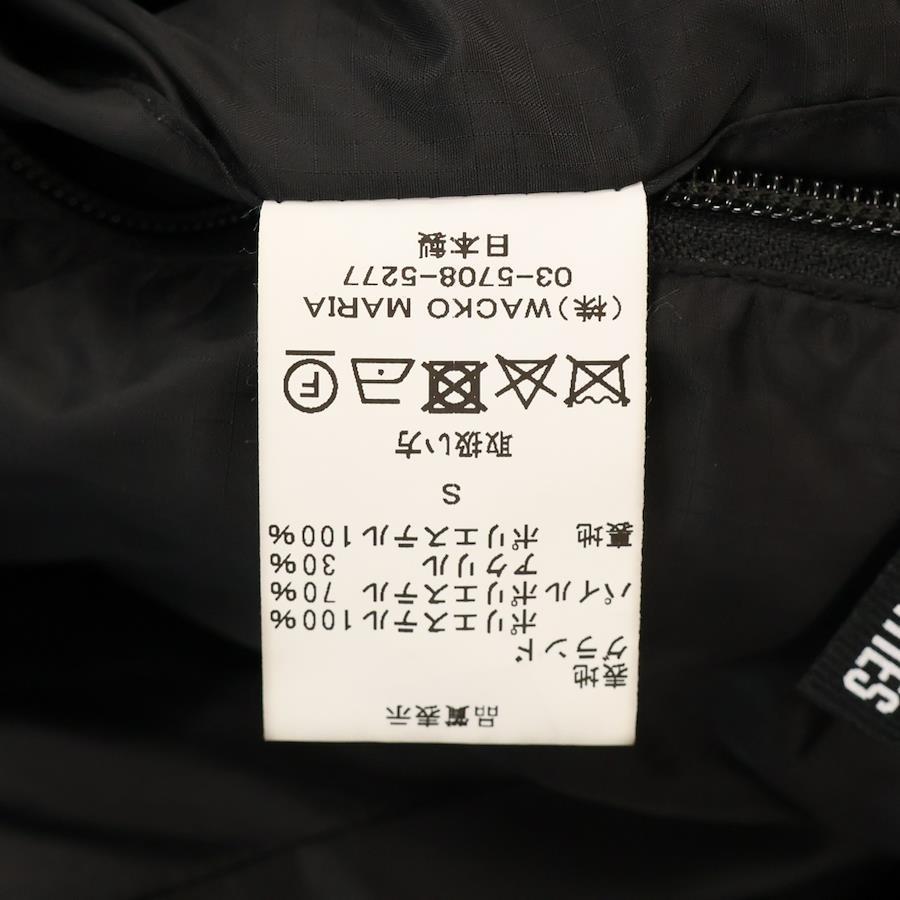 品質表示
表地
グランド
ポリエステル100%
パイル ポリエステル 70%
アクリル 30%
裏地 ポリエステル100%
S
取扱い方
F
(株)WACKO MARIA
03-5708-5277
日本製